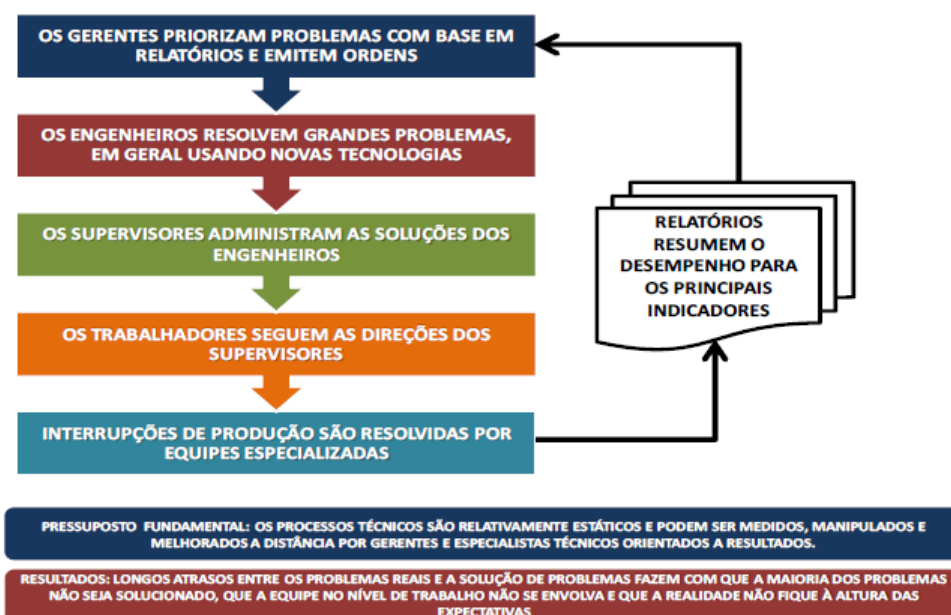 OS GERENTES PRIORIZAM PROBLEMAS COM BASE EM
RELATÓRIOS E EMITEM ORDENS
OS ENGENHEIROS RESOLVEM GRANDES PROBLEMAS,
EM GERAL USANDO NOVAS TECNOLOGIAS
OS SUPERVISORES ADMINISTRAM AS SOLUÇÕES DOS
ENGENHEIROS
OS TRABALHADORES SEGUEM AS DIREÇÕES DOS
SUPERVISORES
INTERRUPÇÕES DE PRODUÇÃO SÃO RESOLVIDAS POR
EQUIPES ESPECIALIZADAS
RELATÓRIOS
RESUMEM O
DESEMPENHO PARA
OS PRINCIPAIS
INDICADORES
PRESSUPOSTO FUNDAMENTAL: OS PROCESSOS TÉCNICOS SÃO RELATIVAMENTE ESTÁTICOS E PODEM SER MEDIDOS, MANIPULADOS E
MELHORADOS A DISTÂNCIA POR GERENTES E ESPECIALISTAS TÉCNICOS ORIENTADOS A RESULTADOS.
RESULTADOS: LONGOS ATRASOS ENTRE OS PROBLEMAS REAIS E A SOLUÇÃO DE PROBLEMAS FAZEM COM QUE A MAIORIA DOS PROBLEMAS
NÃO SEJA SOLUCIONADO, QUE A EQUIPE NO NÍVEL DE TRABALHO NÃO SE ENVOLVA E QUE A REALIDADE NÃO FIQUE À ALTURA DAS
EXPECTATIVAS